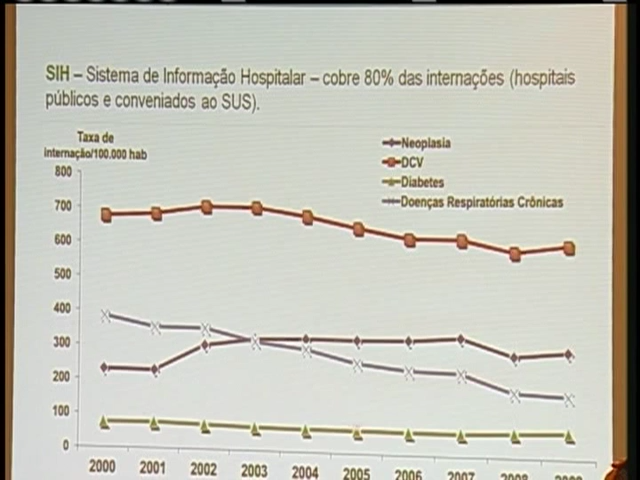 SIH – Sistema de Informação Hospitalar – cobre 80% das internações (hospitais
públicos e conveniados ao SUS).
Taxa de
internação/100.000 hab
Neoplasia
DCV
Diabetes
Doenças Respiratórias Crônicas
800
700
600
500
400
300
200
100
0
2000 2001 2002 2003 2004 2005 2006 2007 2008